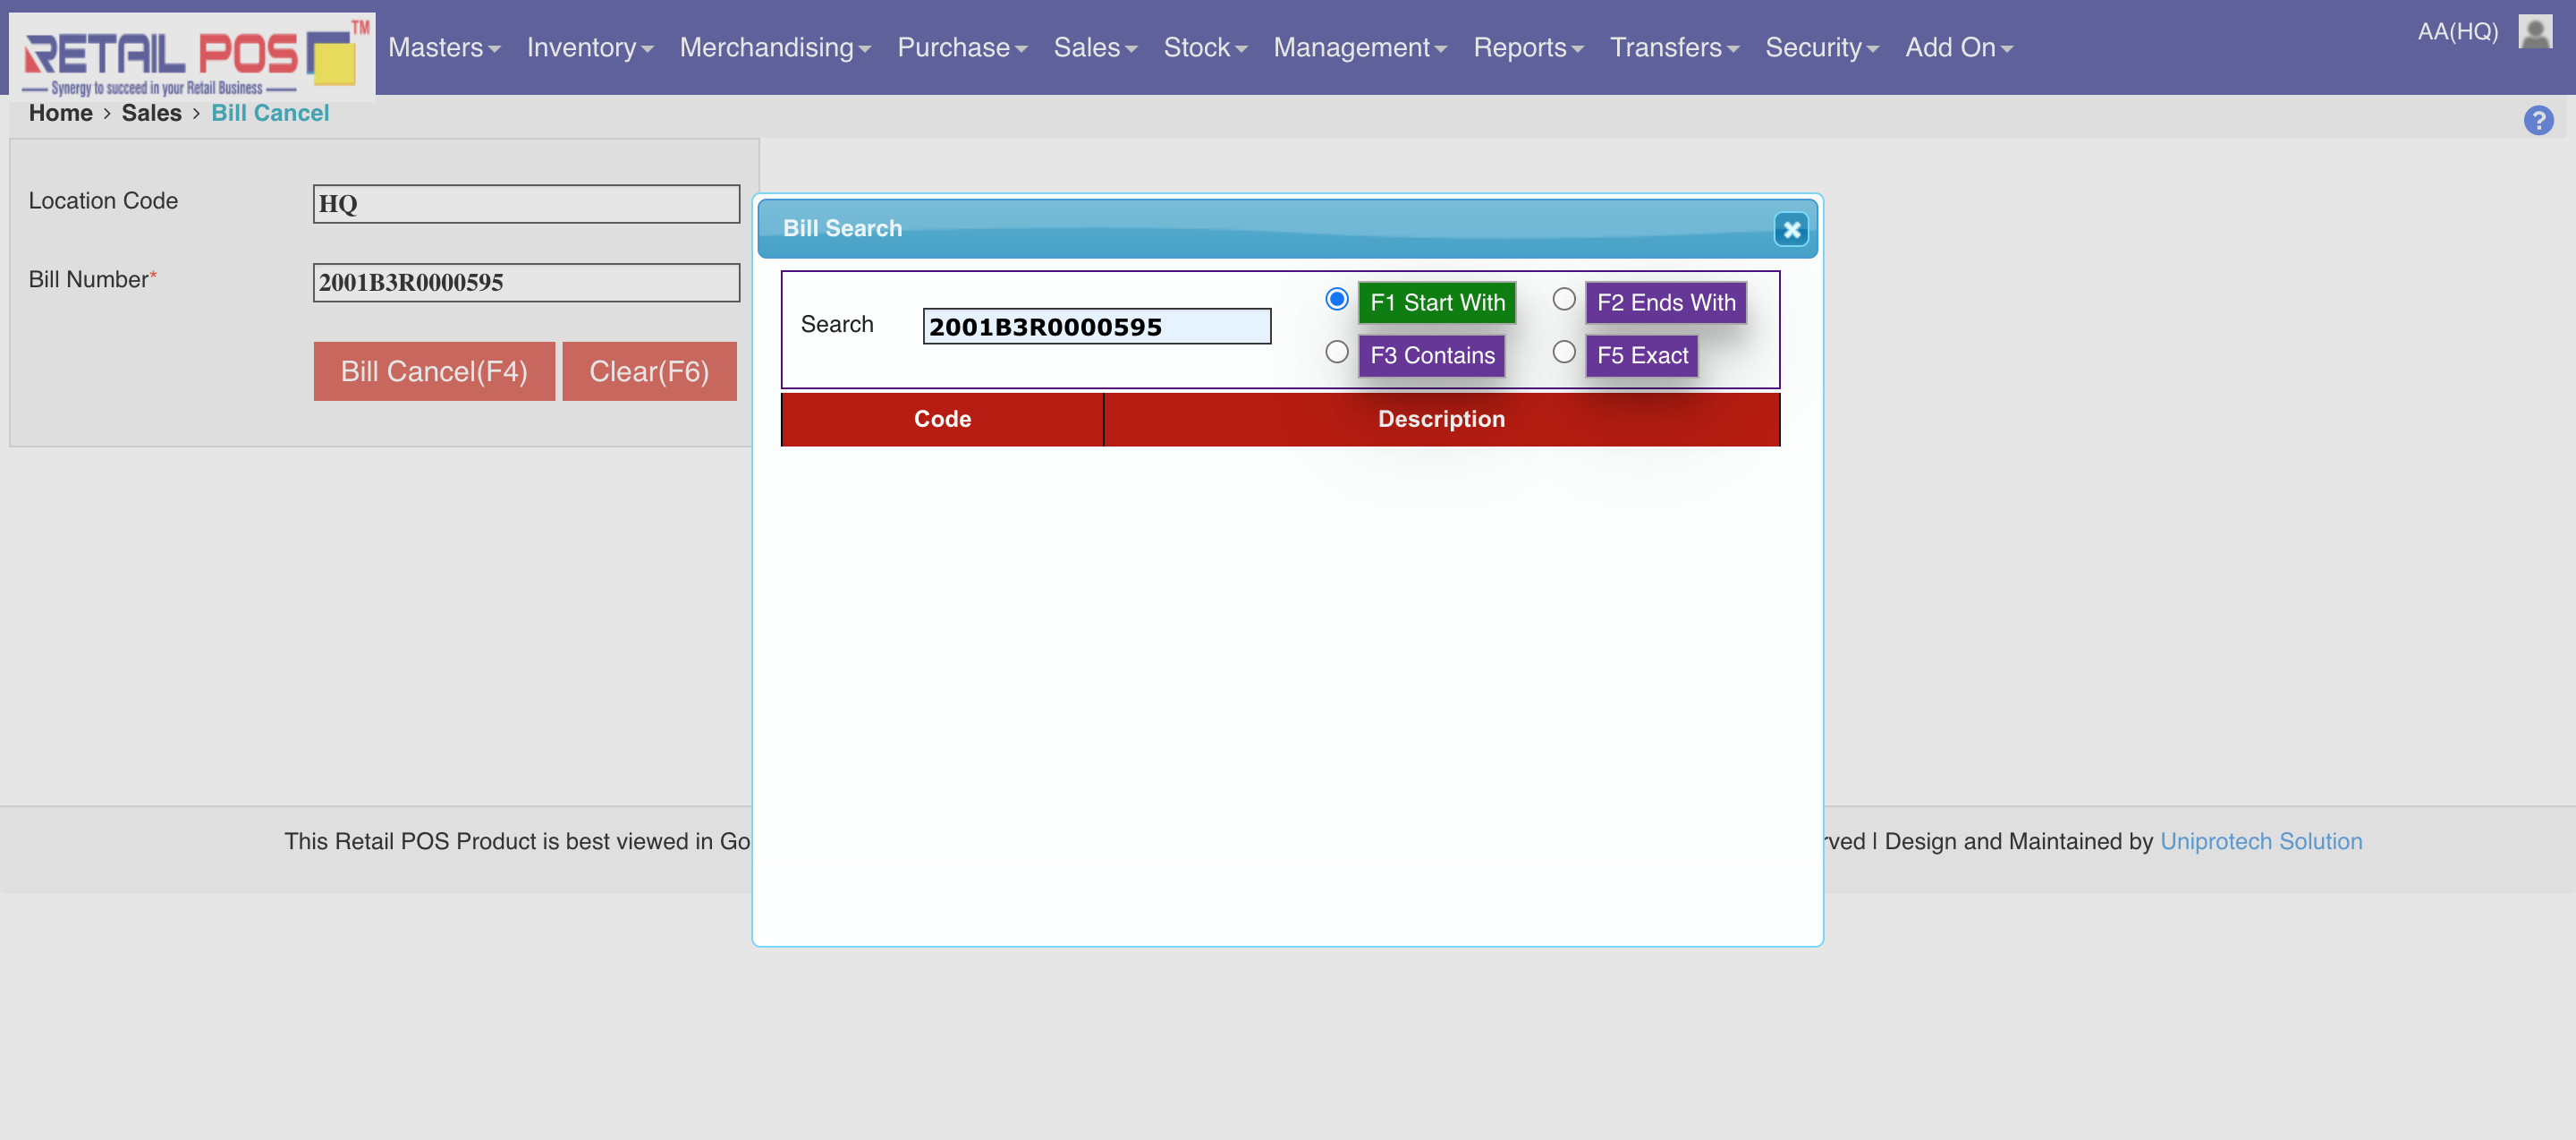 RETAIL POS TM
Synergy to succeed in your Retail Business
Masters Inventory Merchandising Purchase Sales Stock Management Reports Transfers Security Add On
AA(HQ)
Home > Sales > Bill Cancel
?
Location Code
HQ
Bill Number*
2001B3R0000595
Bill Cancel(F4) Clear(F6)
Bill Search
Search
2001B3R0000595
F1 Start With F2 Ends With
F3 Contains F5 Exact
Code Description
This Retail POS Product is best viewed in Go
rved | Design and Maintained by Uniprotech Solution